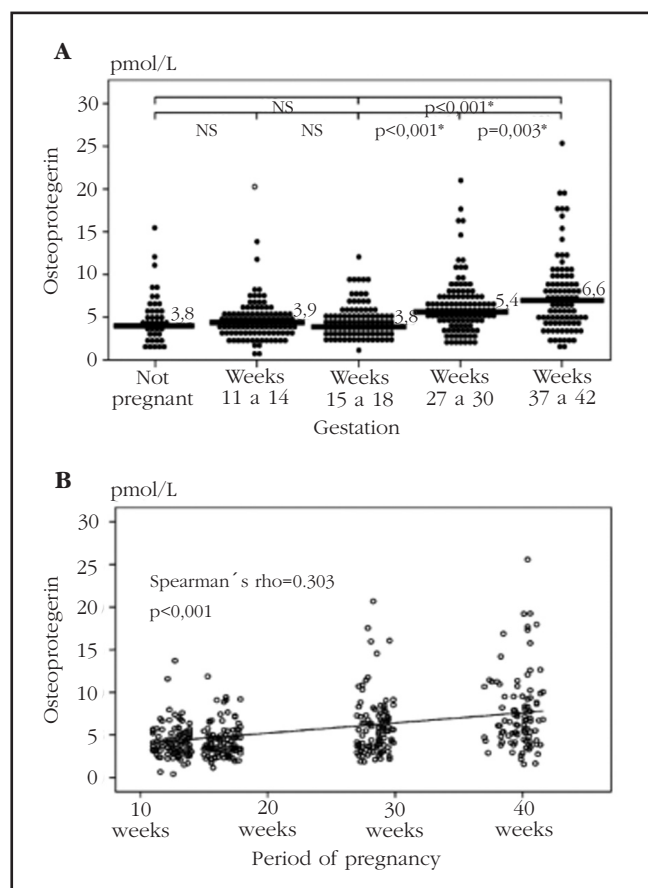 A
pmol/L
Osteoprotegerin
30
25
20
15
10
5
0
NS p<0,001*
NS NS p<0,001* p=0,003*
3,8 3,9 3,8 5,4 6,6
Not Weeks Weeks Weeks Weeks
pregnant 11 a 14 15 a 18 27 a 30 37 a 42
Gestation
B
pmol/L
Osteoprotegerin
30
25
20
15
10
5
0
Spearman´s rho=0.303
p<0,001
10 20 30 40
weeks weeks weeks weeks
Period of pregnancy